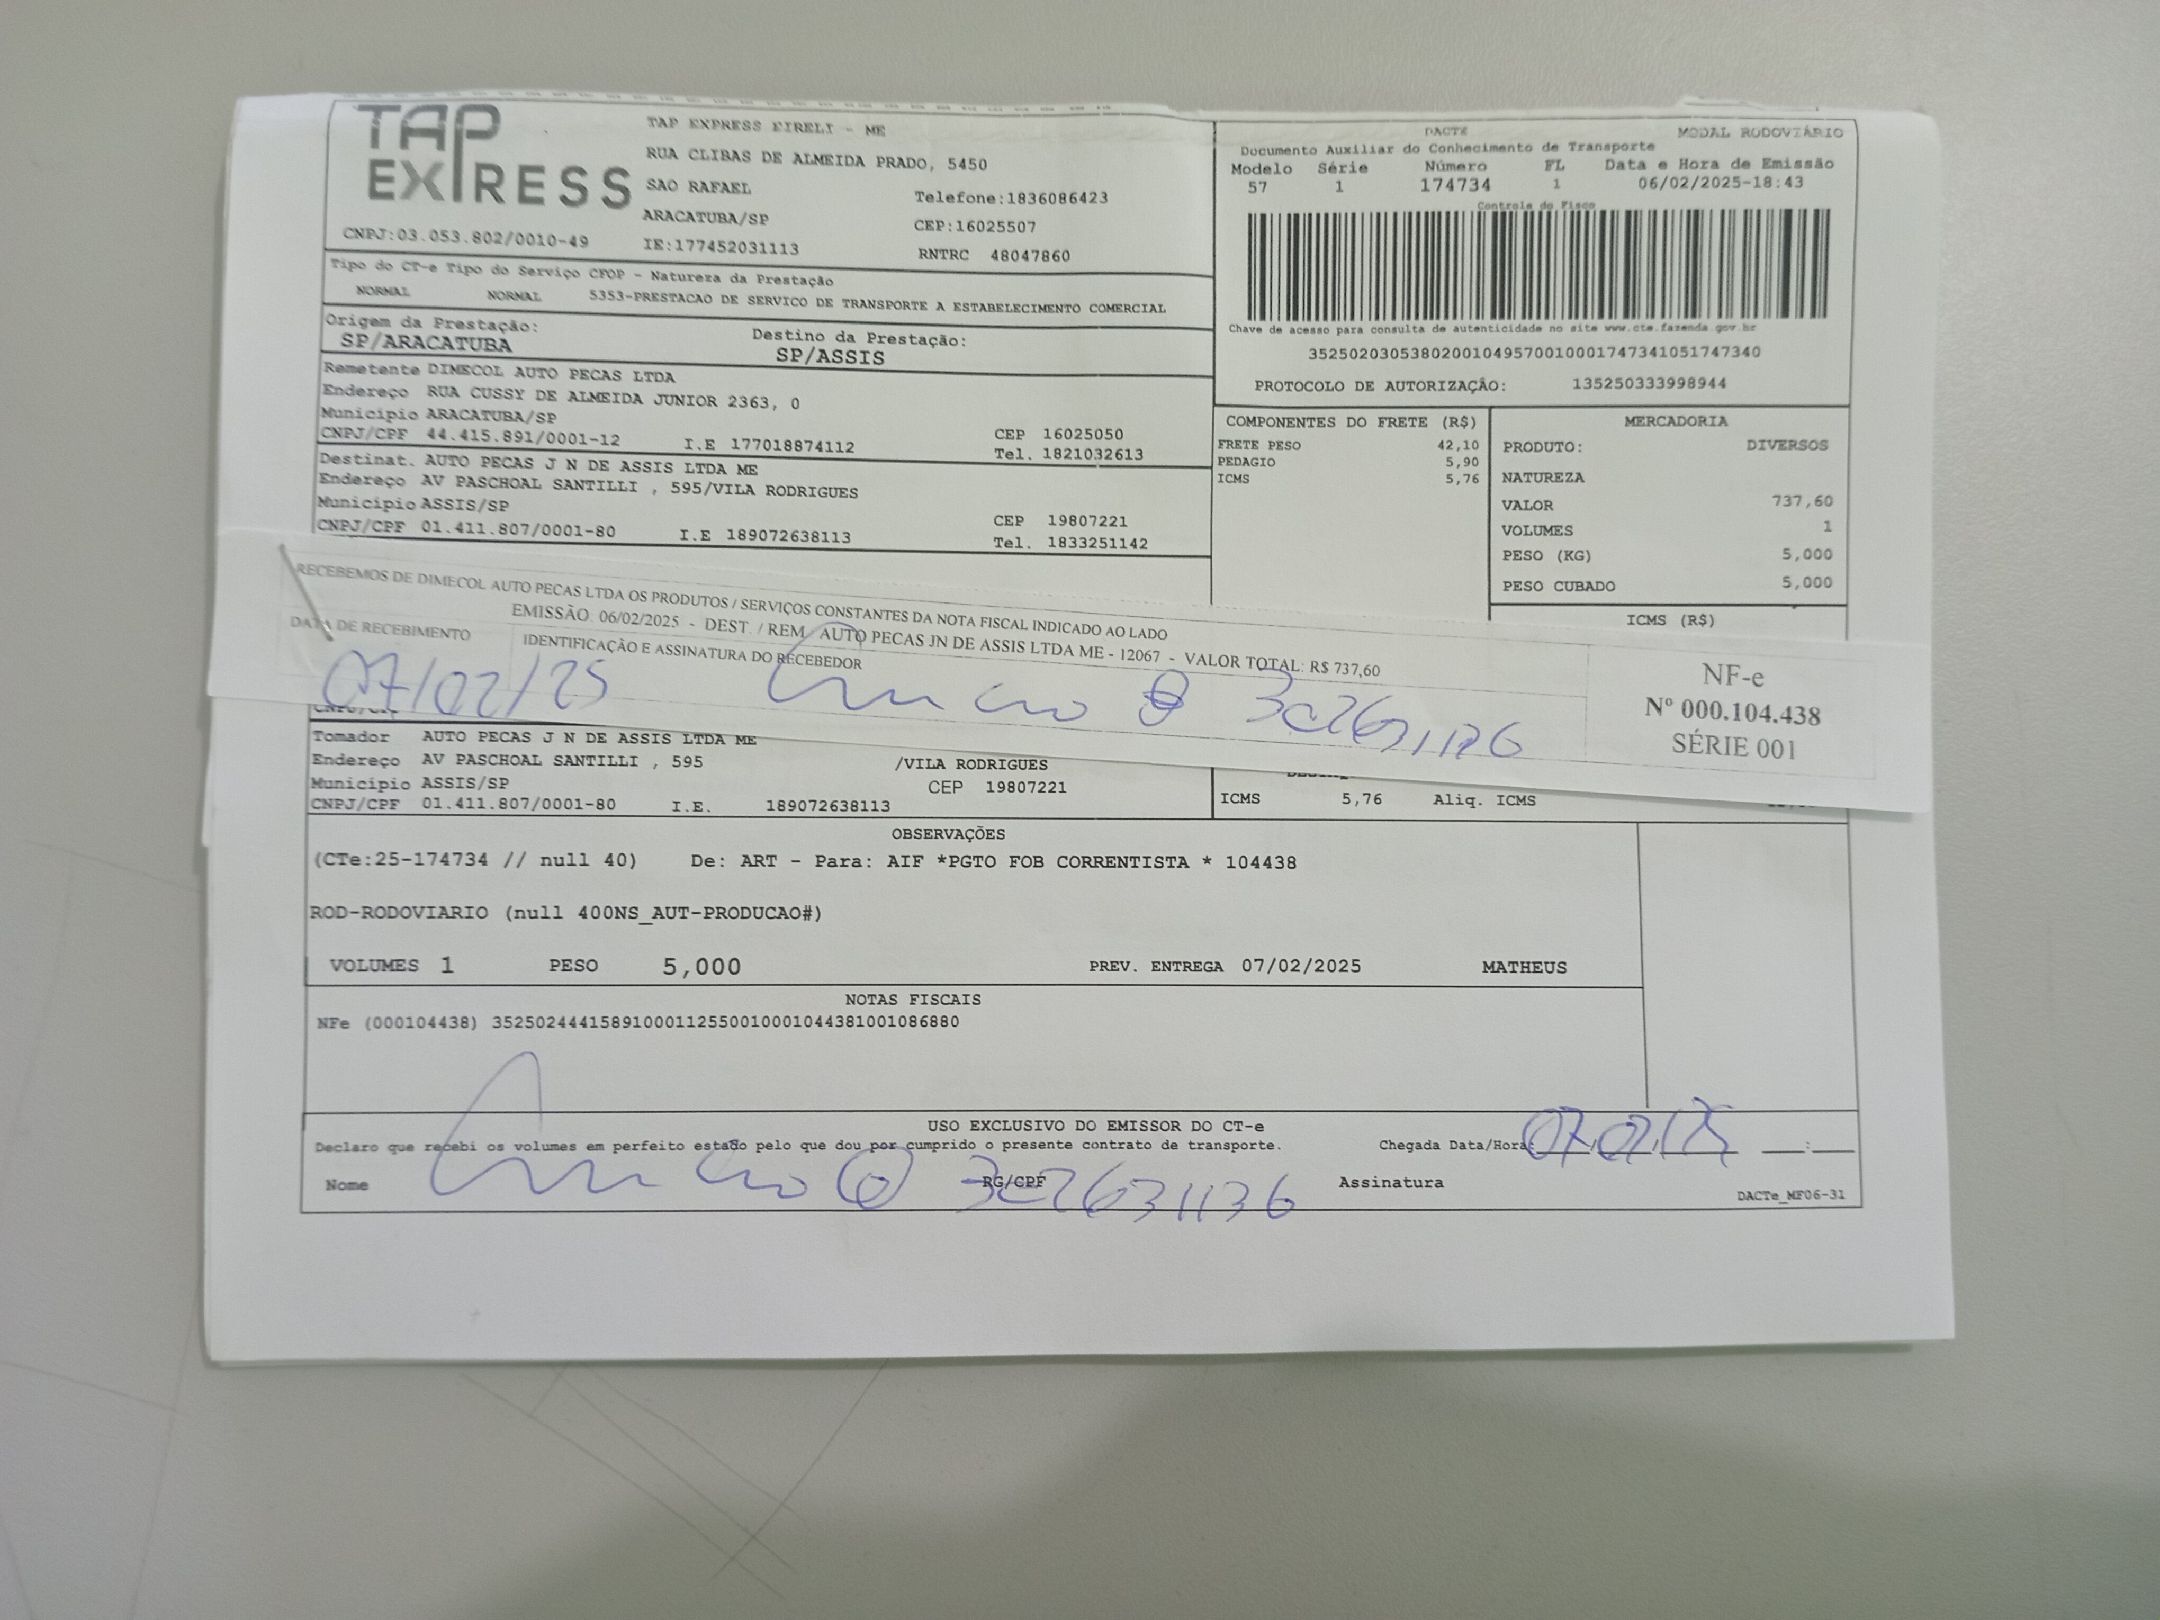 TAP
EXPRESS
TAP EXPRESS EIRELI - ME
RUA CLIBAS DE ALMEIDA PRADO, 5450
SAO RAFAEL
Telefone:1836086423
ARACATUBA/SP
CEP:16025507
CNPJ:03.053.802/0010-49
IE:177452031113
RNTRC 48047860
Tipo do CT-e Tipo do Serviço CFOP - Natureza da Prestação
NORMAL NORMAL 5353-PRESTACAO DE SERVICO DE TRANSPORTE A ESTABELECIMENTO COMERCIAL
Origem da Prestação:
SP/ARACATUBA
Destino da Prestação:
SP/ASSIS
Remetente DIMECOL AUTO PECAS LTDA
Endereço RUA CUSSY DE ALMEIDA JUNIOR 2363, 0
Municipio ARACATUBA/SP
CEP 16025050
CNPJ/CPF 44.415.891/0001-12 I.E 177018874112 Tel. 1821032613
Destinat. AUTO PECAS J N DE ASSIS LTDA ME
Endereço AV PASCHOAL SANTILLI , 595/VILA RODRIGUES
Municipio ASSIS/SP
CEP 19807221
CNPJ/CPF 01.411.807/0001-80 I.E 189072638113 Tel. 1833251142
DACTE MODAL RODOVIÁRIO
Documento Auxiliar do Conhecimento de Transporte
Modelo Série Número FL Data e Hora de Emissão
57 1 174734 1 06/02/2025-18:43
Controle do Fisco
Chave de acesso para consulta de autenticidade no site www.cte.fazenda.gov.br
35250203053802001049570010001747341051747340
PROTOCOLO DE AUTORIZAÇÃO: 135250333998944
COMPONENTES DO FRETE (R$)
FRETE PESO 42,10
PEDAGIO 5,90
ICMS 5,76
MERCADORIA
PRODUTO: DIVERSOS
NATUREZA
VALOR 737,60
VOLUMES 1
PESO (KG) 5,000
PESO CUBADO 5,000
ICMS (R$)
RECEBEMOS DE DIMECOL AUTO PECAS LTDA OS PRODUTOS / SERVIÇOS CONSTANTES DA NOTA FISCAL INDICADO AO LADO
EMISSÃO: 06/02/2025 - DEST. / REM.: AUTO PECAS JN DE ASSIS LTDA ME - 12067 - VALOR TOTAL: R$ 737,60
DATA DE RECEBIMENTO
IDENTIFICAÇÃO E ASSINATURA DO RECEBEDOR
07/02/25
NF-e
Nº 000.104.438
SÉRIE 001
Tomador AUTO PECAS J N DE ASSIS LTDA ME
Endereço AV PASCHOAL SANTILLI , 595 /VILA RODRIGUES
Municipio ASSIS/SP CEP 19807221
CNPJ/CPF 01.411.807/0001-80 I.E. 189072638113
ICMS 5,76 Aliq. ICMS
OBSERVAÇÕES
(CTe:25-174734 // null 40) De: ART - Para: AIF *PGTO FOB CORRENTISTA * 104438
ROD-RODOVIARIO (null 400NS_AUT-PRODUCAO#)
VOLUMES 1 PESO 5,000 PREV. ENTREGA 07/02/2025 MATHEUS
NOTAS FISCAIS
NFe (000104438) 35250244415891000112550010001044381001086880
USO EXCLUSIVO DO EMISSOR DO CT-e
Declaro que recebi os volumes em perfeito estado pelo que dou por cumprido o presente contrato de transporte.
Chegada Data/Hora: 07/02/25 __:__
Nome RG/CPF Assinatura
DACTe_MF06-31